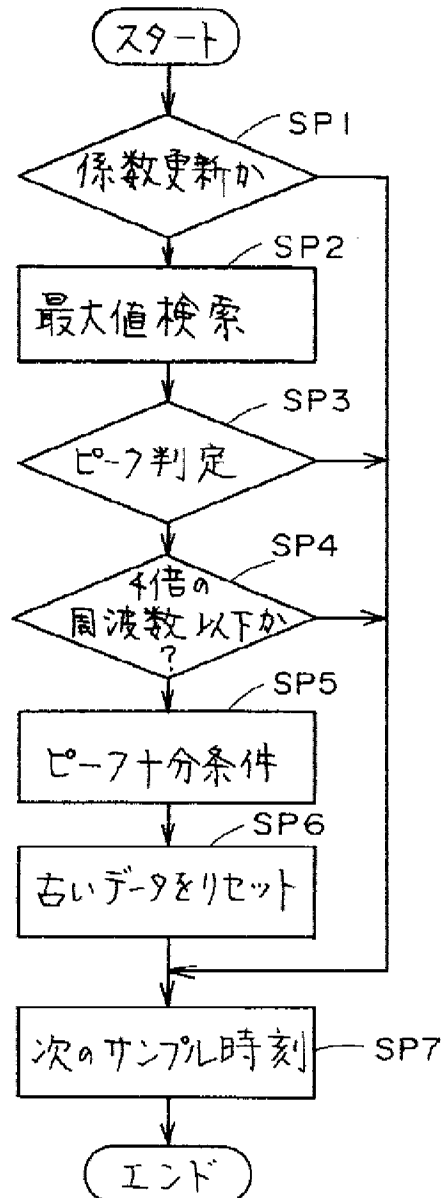 スタート
SP1
係数更新か
SP2
最大値検索
SP3
ピーク判定
SP4
4倍の
周波数以下か
?
SP5
ピーク十分条件
SP6
古いデータをリセット
次のサンプル時刻
SP7
エンド